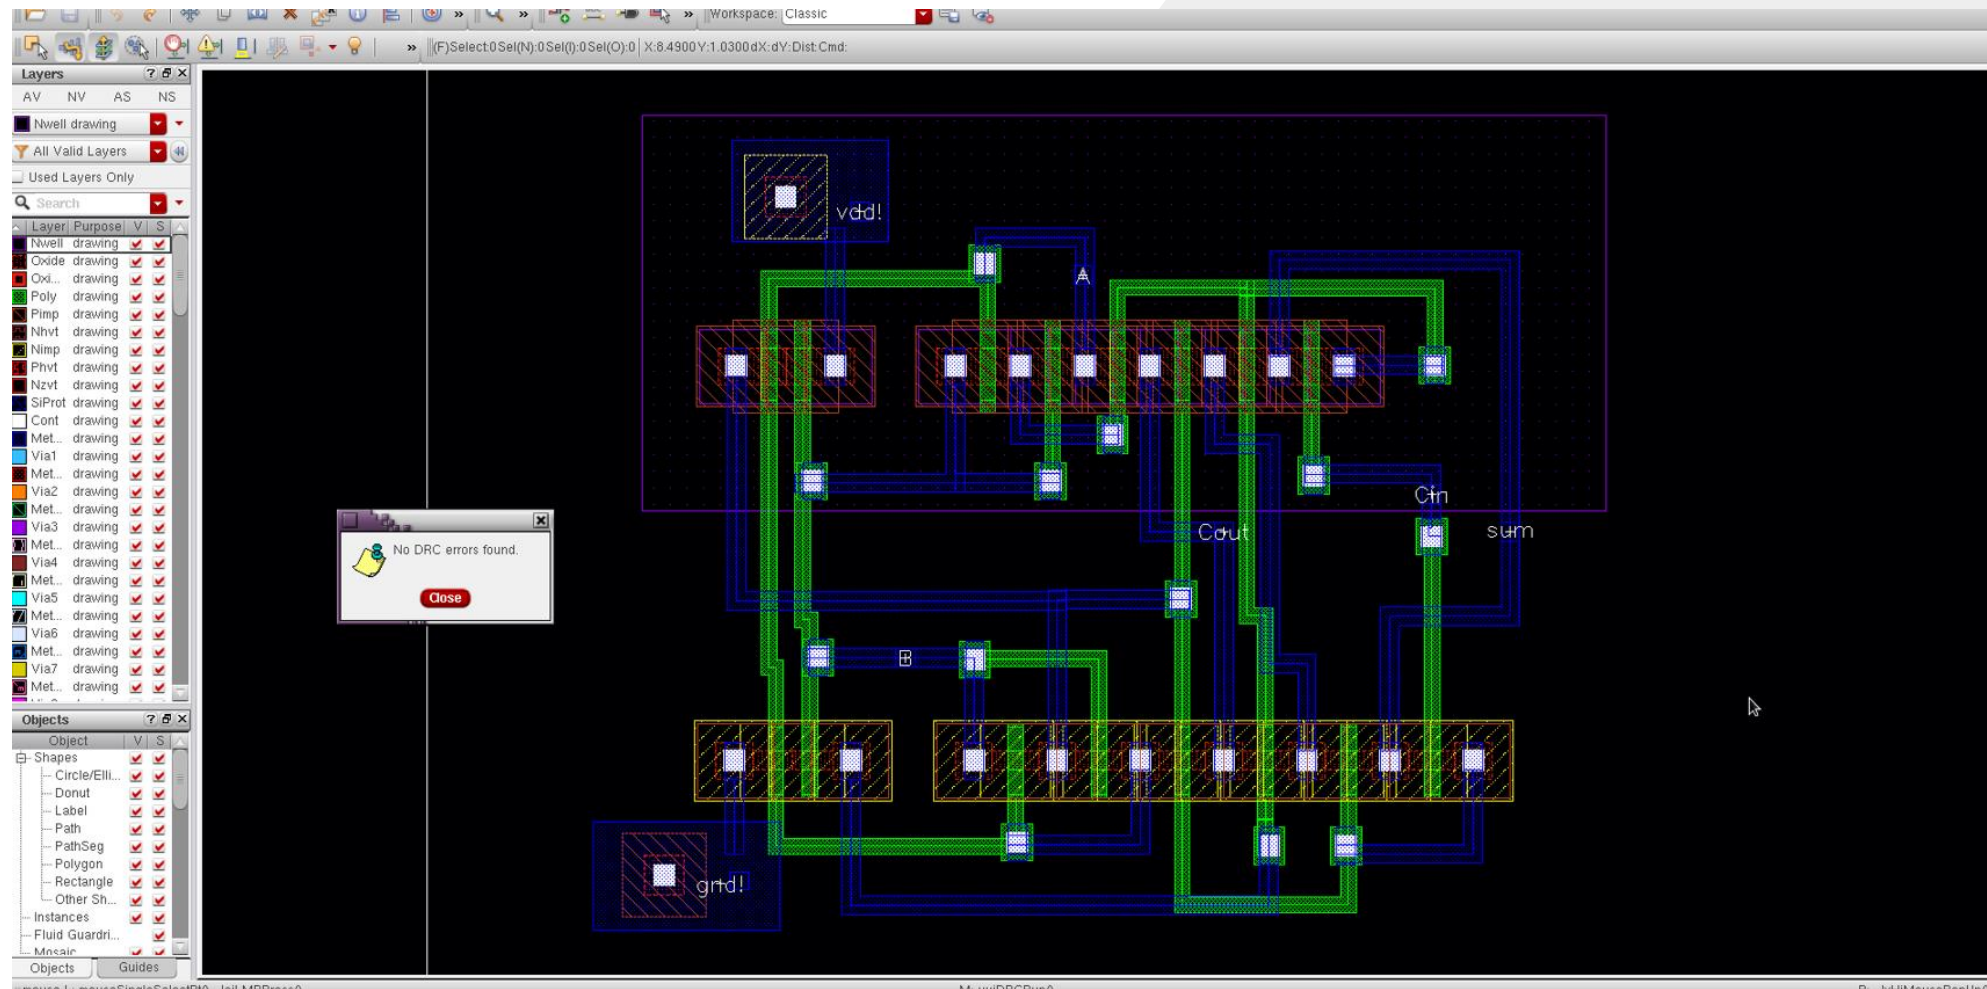 » » » Workspace: Classic
» (F)Select:0 Sel(N):0 Sel(I):0 Sel(O):0 X:8.4900 Y:1.0300 dX: dY: Dist: Cmd:
Layers
AV NV AS NS
Nwell drawing
All Valid Layers
Used Layers Only
Search
Layer Purpose V S
Nwell drawing
Oxide drawing
Oxi... drawing
Poly drawing
Pimp drawing
Nhvt drawing
Nimp drawing
Phvt drawing
Nzvt drawing
SiProt drawing
Cont drawing
Met... drawing
Via1 drawing
Met... drawing
Via2 drawing
Met... drawing
Via3 drawing
Met... drawing
Via4 drawing
Met... drawing
Via5 drawing
Met... drawing
Via6 drawing
Met... drawing
Via7 drawing
Met... drawing
Objects
Object V S
Shapes
Circle/Elli...
Donut
Label
Path
PathSeg
Polygon
Rectangle
Other Sh...
Instances
Fluid Guardri...
Mosaic
Objects Guides
vdd!
A
Cin
Cout
sum
No DRC errors found.
Close
B
gnd!